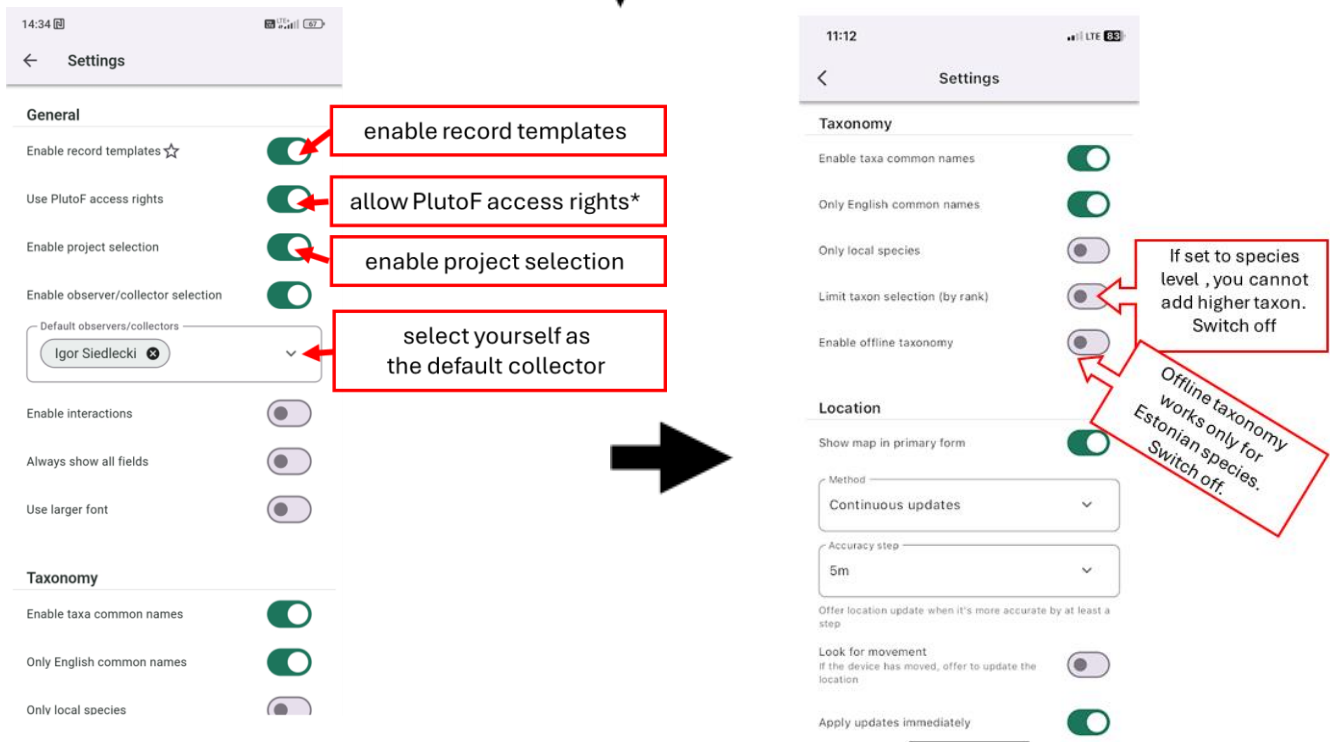 14:34
67
Settings
General
Enable record templates
enable record templates
Use PlutoF access rights
allow PlutoF access rights*
Enable project selection
enable project selection
Enable observer/collector selection
Default observers/collectors
Igor Siedlecki
select yourself as
the default collector
Enable interactions
Always show all fields
Use larger font
Taxonomy
Enable taxa common names
Only English common names
Only local species
11:12
LTE 83
Settings
Taxonomy
Enable taxa common names
Only English common names
Only local species
Limit taxon selection (by rank)
If set to species
level , you cannot
add higher taxon.
Switch off
Enable offline taxonomy
Offline taxonomy
works only for
Estonian species.
Switch off.
Location
Show map in primary form
Method
Continuous updates
Accuracy step
5m
Offer location update when it's more accurate by at least a
step
Look for movement
If the device has moved, offer to update the
location
Apply updates immediately